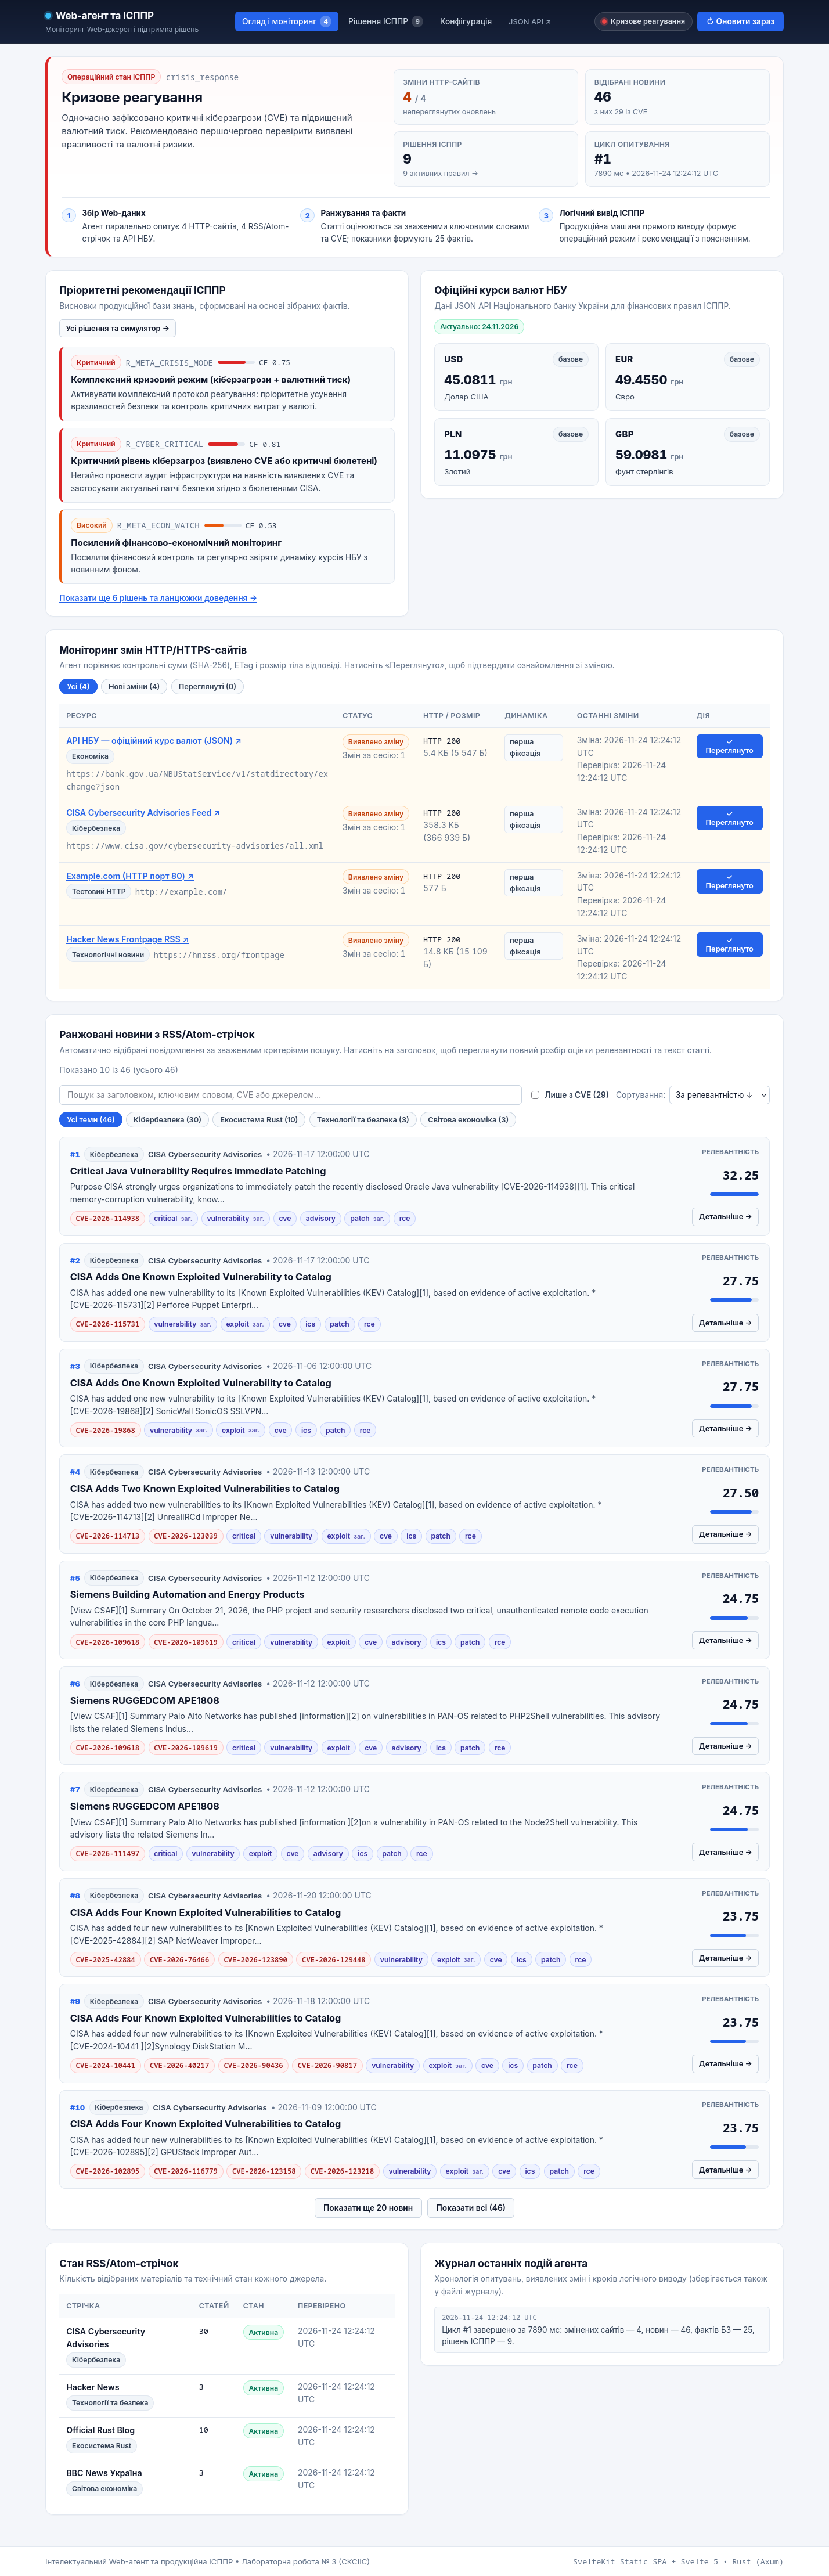 Web-агент та ІСППР
Моніторинг Web-джерел і підтримка рішень
Огляд і моніторинг 4
Рішення ІСППР 9
Конфігурація
JSON API ↗
Кризове реагування
↻ Оновити зараз
Операційний стан ІСППР crisis_response
Кризове реагування
Одночасно зафіксовано критичні кіберзагрози (CVE) та підвищений
валютний тиск. Рекомендовано першочергово перевірити виявлені
вразливості та валютні ризики.
ЗМІНИ HTTP-САЙТІВ
4 / 4
непереглянутих оновлень
ВІДІБРАНІ НОВИНИ
46
з них 29 із CVE
РІШЕННЯ ІСППР
9
9 активних правил →
ЦИКЛ ОПИТУВАННЯ
#1
7890 мс • 2026-11-24 12:24:12 UTC
1 Збір Web-даних
Агент паралельно опитує 4 HTTP-сайтів, 4 RSS/Atom-
стрічок та API НБУ.
2 Ранжування та факти
Статті оцінюються за зваженими ключовими словами
та CVE; показники формують 25 фактів.
3 Логічний вивід ІСППР
Продукційна машина прямого виводу формує
операційний режим і рекомендації з поясненням.
Пріоритетні рекомендації ІСППР
Висновки продукційної бази знань, сформовані на основі зібраних фактів.
Усі рішення та симулятор →
Критичний R_META_CRISIS_MODE CF 0.75
Комплексний кризовий режим (кіберзагрози + валютний тиск)
Активувати комплексний протокол реагування: пріоритетне усунення
вразливостей безпеки та контроль критичних витрат у валюті.
Критичний R_CYBER_CRITICAL CF 0.81
Критичний рівень кіберзагроз (виявлено CVE або критичні бюлетені)
Негайно провести аудит інфраструктури на наявність виявлених CVE та
застосувати актуальні патчі безпеки згідно з бюлетенями CISA.
Високий R_META_ECON_WATCH CF 0.53
Посилений фінансово-економічний моніторинг
Посилити фінансовий контроль та регулярно звіряти динаміку курсів НБУ з
новинним фоном.
Показати ще 6 рішень та ланцюжки доведення →
Офіційні курси валют НБУ
Дані JSON API Національного банку України для фінансових правил ІСППР.
Актуально: 24.11.2026
USD базове
45.0811 грн
Долар США
EUR базове
49.4550 грн
Євро
PLN базове
11.0975 грн
Злотий
GBP базове
59.0981 грн
Фунт стерлінгів
Моніторинг змін HTTP/HTTPS-сайтів
Агент порівнює контрольні суми (SHA-256), ETag і розмір тіла відповіді. Натисніть «Переглянуто», щоб підтвердити ознайомлення зі зміною.
Усі (4) Нові зміни (4) Переглянуті (0)
РЕСУРС СТАТУС HTTP / РОЗМІР ДИНАМІКА ОСТАННІ ЗМІНИ ДІЯ
API НБУ — офіційний курс валют (JSON) ↗
Економіка
https://bank.gov.ua/NBUStatService/v1/statdirectory/ex
change?json
Виявлено зміну
Змін за сесію: 1
HTTP 200
5.4 КБ (5 547 Б)
перша
фіксація
Зміна: 2026-11-24 12:24:12
UTC
Перевірка: 2026-11-24
12:24:12 UTC
✓
Переглянуто
CISA Cybersecurity Advisories Feed ↗
Кібербезпека
https://www.cisa.gov/cybersecurity-advisories/all.xml
Виявлено зміну
Змін за сесію: 1
HTTP 200
358.3 КБ
(366 939 Б)
перша
фіксація
Зміна: 2026-11-24 12:24:12
UTC
Перевірка: 2026-11-24
12:24:12 UTC
✓
Переглянуто
Example.com (HTTP порт 80) ↗
Тестовий HTTP http://example.com/
Виявлено зміну
Змін за сесію: 1
HTTP 200
577 Б
перша
фіксація
Зміна: 2026-11-24 12:24:12
UTC
Перевірка: 2026-11-24
12:24:12 UTC
✓
Переглянуто
Hacker News Frontpage RSS ↗
Технологічні новини https://hnrss.org/frontpage
Виявлено зміну
Змін за сесію: 1
HTTP 200
14.8 КБ (15 109
Б)
перша
фіксація
Зміна: 2026-11-24 12:24:12
UTC
Перевірка: 2026-11-24
12:24:12 UTC
✓
Переглянуто
Ранжовані новини з RSS/Atom-стрічок
Автоматично відібрані повідомлення за зваженими критеріями пошуку. Натисніть на заголовок, щоб переглянути повний розбір оцінки релевантності та текст статті.
Показано 10 із 46 (усього 46)
Пошук за заголовком, ключовим словом, CVE або джерелом...
Лише з CVE (29) Сортування: За релевантністю ↓
Усі теми (46) Кібербезпека (30) Екосистема Rust (10) Технології та безпека (3) Світова економіка (3)
#1 Кібербезпека CISA Cybersecurity Advisories • 2026-11-17 12:00:00 UTC
Critical Java Vulnerability Requires Immediate Patching
Purpose CISA strongly urges organizations to immediately patch the recently disclosed Oracle Java vulnerability [CVE-2026-114938][1]. This critical
memory-corruption vulnerability, know...
CVE-2026-114938 critical заг. vulnerability заг. cve advisory patch заг. rce
РЕЛЕВАНТНІСТЬ
32.25
Детальніше →
#2 Кібербезпека CISA Cybersecurity Advisories • 2026-11-17 12:00:00 UTC
CISA Adds One Known Exploited Vulnerability to Catalog
CISA has added one new vulnerability to its [Known Exploited Vulnerabilities (KEV) Catalog][1], based on evidence of active exploitation. *
[CVE-2026-115731][2] Perforce Puppet Enterpri...
CVE-2026-115731 vulnerability заг. exploit заг. cve ics patch rce
РЕЛЕВАНТНІСТЬ
27.75
Детальніше →
#3 Кібербезпека CISA Cybersecurity Advisories • 2026-11-06 12:00:00 UTC
CISA Adds One Known Exploited Vulnerability to Catalog
CISA has added one new vulnerability to its [Known Exploited Vulnerabilities (KEV) Catalog][1], based on evidence of active exploitation. *
[CVE-2026-19868][2] SonicWall SonicOS SSLVPN...
CVE-2026-19868 vulnerability заг. exploit заг. cve ics patch rce
РЕЛЕВАНТНІСТЬ
27.75
Детальніше →
#4 Кібербезпека CISA Cybersecurity Advisories • 2026-11-13 12:00:00 UTC
CISA Adds Two Known Exploited Vulnerabilities to Catalog
CISA has added two new vulnerabilities to its [Known Exploited Vulnerabilities (KEV) Catalog][1], based on evidence of active exploitation. *
[CVE-2026-114713][2] UnrealIRCd Improper Ne...
CVE-2026-114713 CVE-2026-123039 critical vulnerability exploit заг. cve ics patch rce
РЕЛЕВАНТНІСТЬ
27.50
Детальніше →
#5 Кібербезпека CISA Cybersecurity Advisories • 2026-11-12 12:00:00 UTC
Siemens Building Automation and Energy Products
[View CSAF][1] Summary On October 21, 2026, the PHP project and security researchers disclosed two critical, unauthenticated remote code execution
vulnerabilities in the core PHP langua...
CVE-2026-109618 CVE-2026-109619 critical vulnerability exploit cve advisory ics patch rce
РЕЛЕВАНТНІСТЬ
24.75
Детальніше →
#6 Кібербезпека CISA Cybersecurity Advisories • 2026-11-12 12:00:00 UTC
Siemens RUGGEDCOM APE1808
[View CSAF][1] Summary Palo Alto Networks has published [information][2] on vulnerabilities in PAN-OS related to PHP2Shell vulnerabilities. This advisory
lists the related Siemens Indus...
CVE-2026-109618 CVE-2026-109619 critical vulnerability exploit cve advisory ics patch rce
РЕЛЕВАНТНІСТЬ
24.75
Детальніше →
#7 Кібербезпека CISA Cybersecurity Advisories • 2026-11-12 12:00:00 UTC
Siemens RUGGEDCOM APE1808
[View CSAF][1] Summary Palo Alto Networks has published [information ][2]on a vulnerability in PAN-OS related to the Node2Shell vulnerability. This
advisory lists the related Siemens In...
CVE-2026-111497 critical vulnerability exploit cve advisory ics patch rce
РЕЛЕВАНТНІСТЬ
24.75
Детальніше →
#8 Кібербезпека CISA Cybersecurity Advisories • 2026-11-20 12:00:00 UTC
CISA Adds Four Known Exploited Vulnerabilities to Catalog
CISA has added four new vulnerabilities to its [Known Exploited Vulnerabilities (KEV) Catalog][1], based on evidence of active exploitation. *
[CVE-2025-42884][2] SAP NetWeaver Improper...
CVE-2025-42884 CVE-2026-76466 CVE-2026-123890 CVE-2026-129448 vulnerability exploit заг. cve ics patch rce
РЕЛЕВАНТНІСТЬ
23.75
Детальніше →
#9 Кібербезпека CISA Cybersecurity Advisories • 2026-11-18 12:00:00 UTC
CISA Adds Four Known Exploited Vulnerabilities to Catalog
CISA has added four new vulnerabilities to its [Known Exploited Vulnerabilities (KEV) Catalog][1], based on evidence of active exploitation. *
[CVE-2024-10441 ][2]Synology DiskStation M...
CVE-2024-10441 CVE-2026-40217 CVE-2026-90436 CVE-2026-90817 vulnerability exploit заг. cve ics patch rce
РЕЛЕВАНТНІСТЬ
23.75
Детальніше →
#10 Кібербезпека CISA Cybersecurity Advisories • 2026-11-09 12:00:00 UTC
CISA Adds Four Known Exploited Vulnerabilities to Catalog
CISA has added four new vulnerabilities to its [Known Exploited Vulnerabilities (KEV) Catalog][1], based on evidence of active exploitation. *
[CVE-2026-102895][2] GPUStack Improper Aut...
CVE-2026-102895 CVE-2026-116779 CVE-2026-123158 CVE-2026-123218 vulnerability exploit заг. cve ics patch rce
РЕЛЕВАНТНІСТЬ
23.75
Детальніше →
Показати ще 20 новин Показати всі (46)
Стан RSS/Atom-стрічок
Кількість відібраних матеріалів та технічний стан кожного джерела.
СТРІЧКА СТАТЕЙ СТАН ПЕРЕВІРЕНО
CISA Cybersecurity
Advisories
Кібербезпека
30 Активна 2026-11-24 12:24:12
UTC
Hacker News
Технології та безпека
3 Активна 2026-11-24 12:24:12
UTC
Official Rust Blog
Екосистема Rust
10 Активна 2026-11-24 12:24:12
UTC
BBC News Україна
Світова економіка
3 Активна 2026-11-24 12:24:12
UTC
Журнал останніх подій агента
Хронологія опитувань, виявлених змін і кроків логічного виводу (зберігається також
у файлі журналу).
2026-11-24 12:24:12 UTC
Цикл #1 завершено за 7890 мс: змінених сайтів — 4, новин — 46, фактів БЗ — 25,
рішень ІСППР — 9.
Інтелектуальний Web-агент та продукційна ІСППР • Лабораторна робота № 3 (СКСІІС)
SvelteKit Static SPA + Svelte 5 • Rust (Axum)